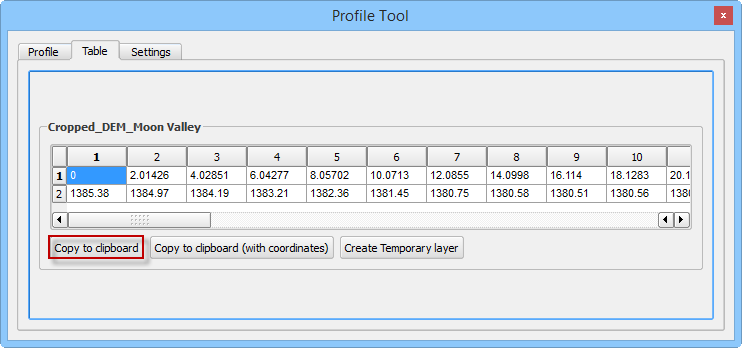 Profile Tool
x
Profile Table Settings
Cropped_DEM_Moon Valley
1 2 3 4 5 6 7 8 9 10
1 0 2.01426 4.02851 6.04277 8.05702 10.0713 12.0855 14.0998 16.114 18.1283 20.1
2 1385.38 1384.97 1384.19 1383.21 1382.36 1381.45 1380.75 1380.58 1380.51 1380.56 1380
Copy to clipboard Copy to clipboard (with coordinates) Create Temporary layer